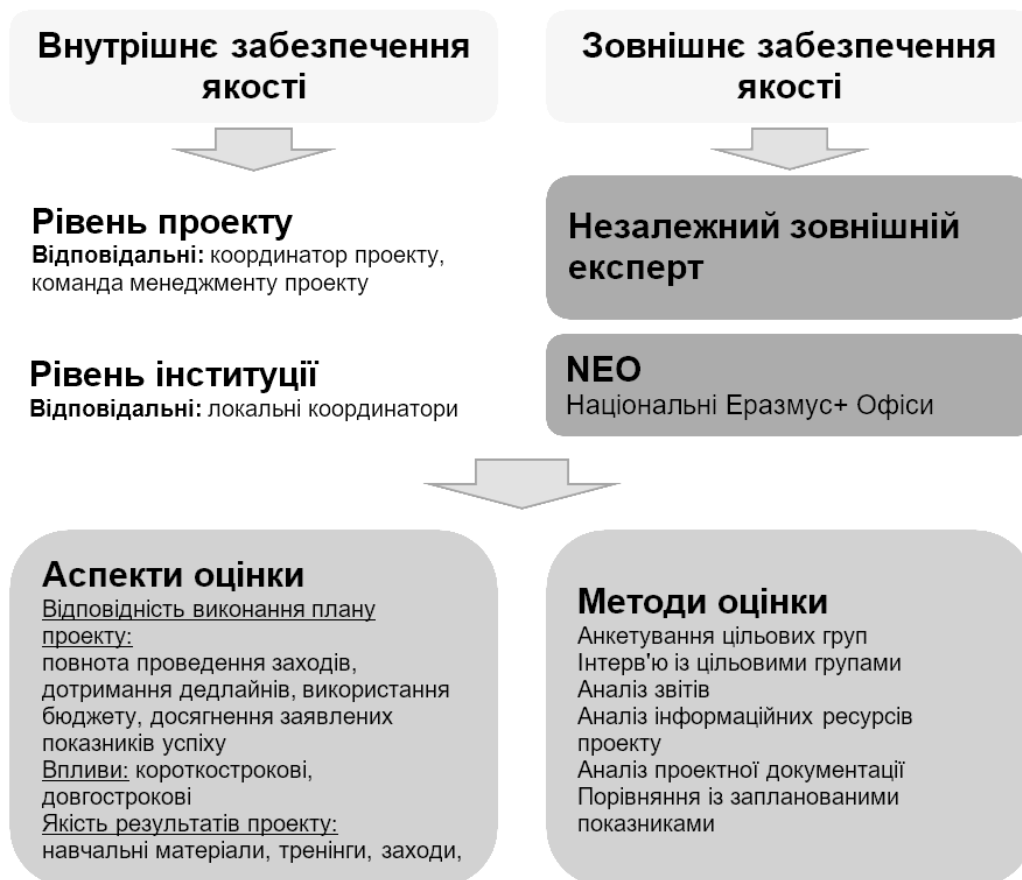 Внутрішнє забезпечення
якості
Зовнішнє забезпечення
якості
Рівень проекту
Відповідальні: координатор проекту,
команда менеджменту проекту
Незалежний зовнішній
експерт
Рівень інституції
Відповідальні: локальні координатори
NEO
Національні Еразмус+ Офіси
Аспекти оцінки
Відповідність виконання плану
проекту:
повнота проведення заходів,
дотримання дедлайнів, використання
бюджету, досягнення заявлених
показників успіху
Впливи: короткострокові,
довгострокові
Якість результатів проекту:
навчальні матеріали, тренінги, заходи,
Методи оцінки
Анкетування цільових груп
Інтерв'ю із цільовими групами
Аналіз звітів
Аналіз інформаційних ресурсів
проекту
Аналіз проектної документації
Порівняння із запланованими
показниками